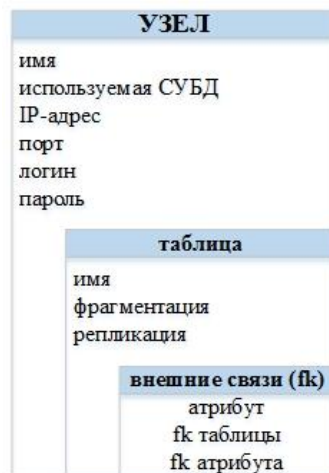 УЗЕЛ
имя
используемая СУБД
IP-адрес
порт
логин
пароль
таблица
имя
фрагментация
репликация
внешние связи (fk)
атрибут
fk таблицы
fk атрибута